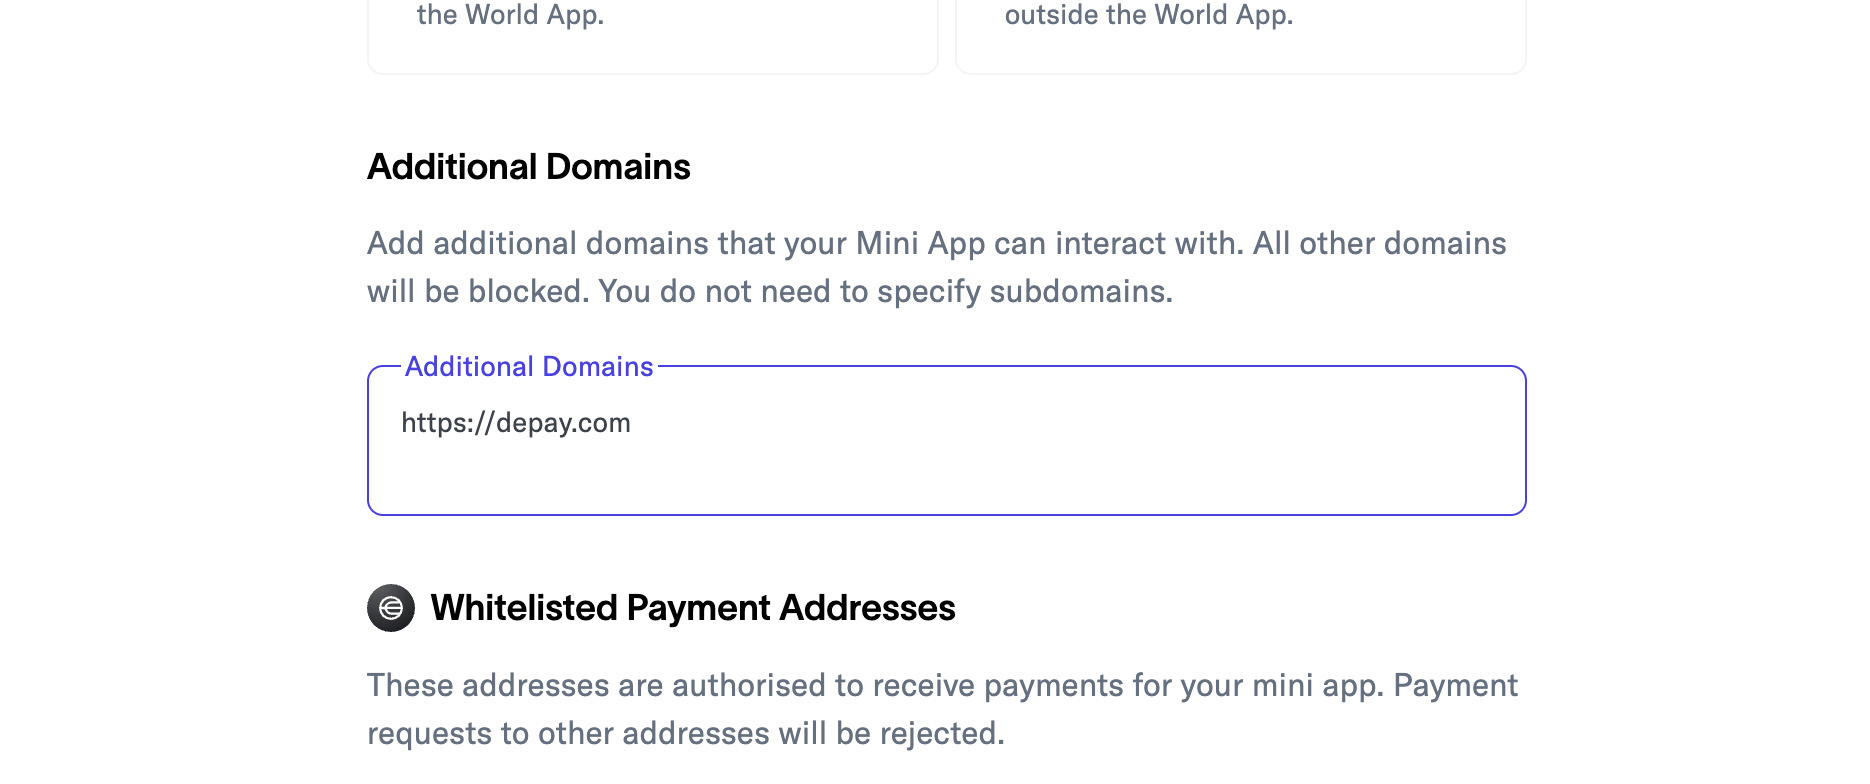 the World App.
outside the World App.
Additional Domains
Add additional domains that your Mini App can interact with. All other domains
will be blocked. You do not need to specify subdomains.
Additional Domains
https://depay.com
Whitelisted Payment Addresses
These addresses are authorised to receive payments for your mini app. Payment
requests to other addresses will be rejected.